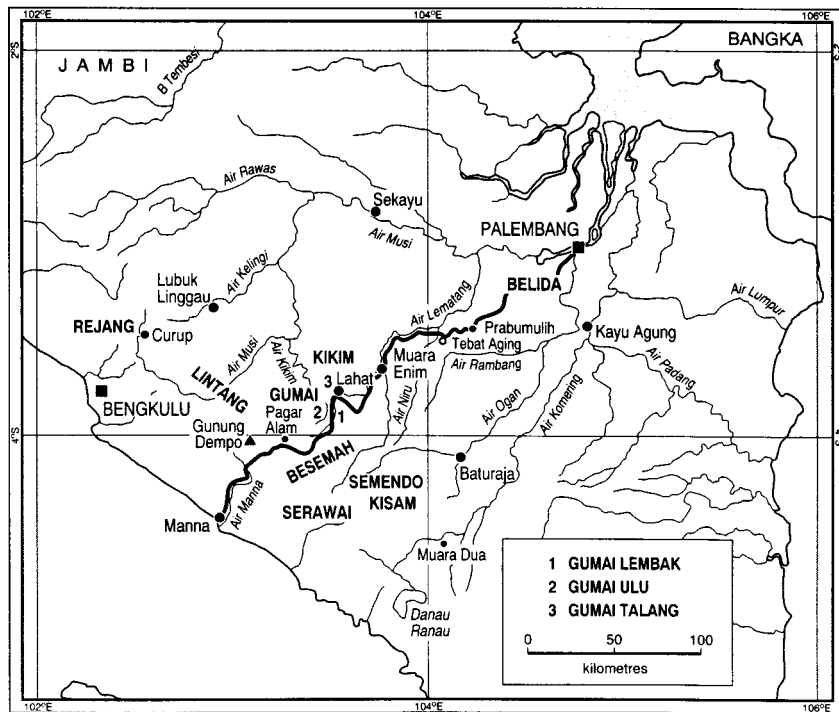 102°E
104°E
106°E
2°S
2°S
JAMBI
BANGKA
B Tembesi
Air Rawas
Sekayu
Air Musi
PALEMBANG
Lubuk
Linggau
Air Kelingi
BELIDA
Air Lematang
Air Lumpur
REJANG
Curup
Prabumulih
Kayu Agung
Tebat Aging
Air Musi
Air Kikim
KIKIM
Muara
Enim
Air Rambang
Air Padang
LINTANG
3 Lahat
BENGKULU
GUMAI
2
1
Air Niru
Air Ogan
Air Komering
Pagar
Alam
Gunung
Dempo
4°S
BESEMAH
SEMENDO
KISAM
Baturaja
Manna
Air Manna
SERAWAI
Muara Dua
Danau
Ranau
1 GUMAI LEMBAK
2 GUMAI ULU
3 GUMAI TALANG
0 50 100
kilometres
102°E
104°E
106°E